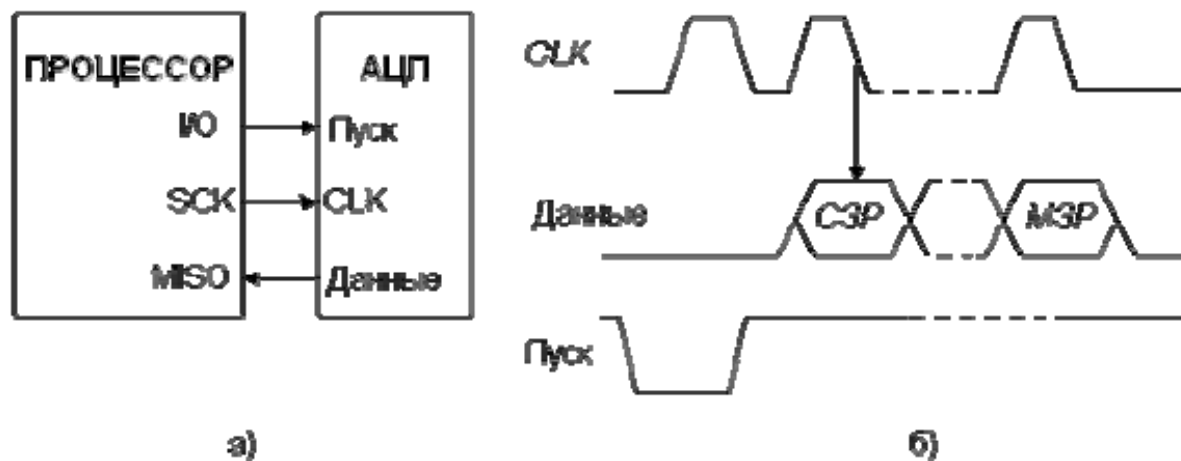 ПРОЦЕССОР
I/O
SCK
MISO
АЦП
Пуск
CLK
Данные
а)
CLK
Данные
СЗР
МЗР
Пуск
б)